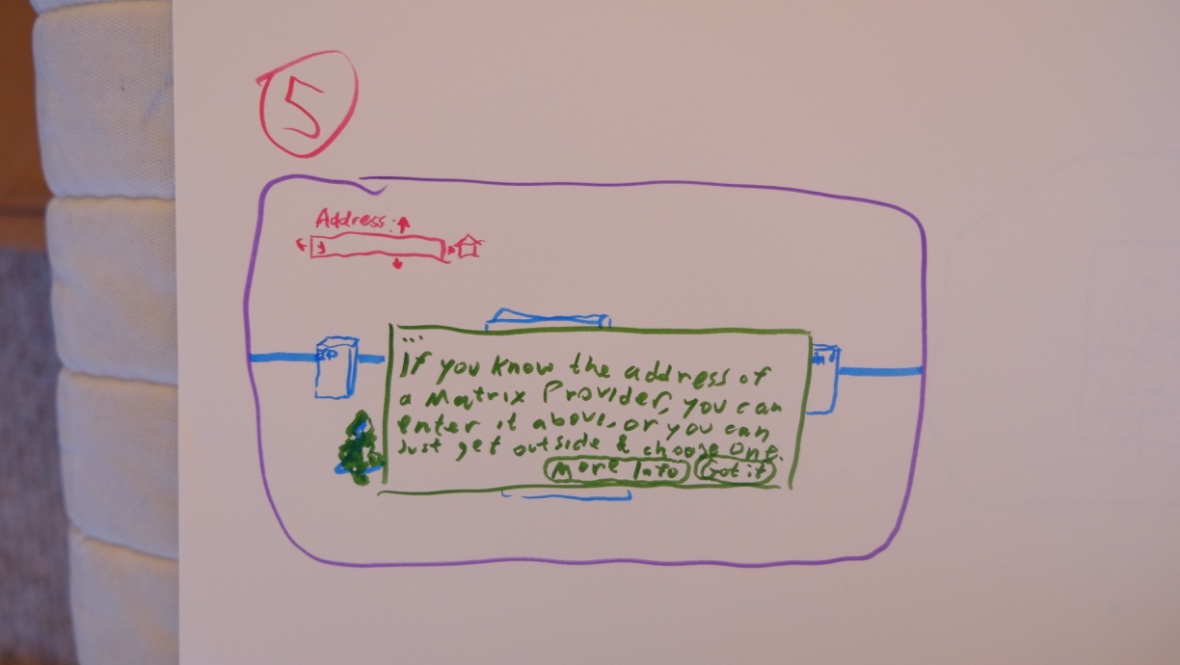 5
Address:
...
If you know the address of
a Matrix Provider, you can
enter it above, or you can
Just get outside & choose one.
More Info Got it